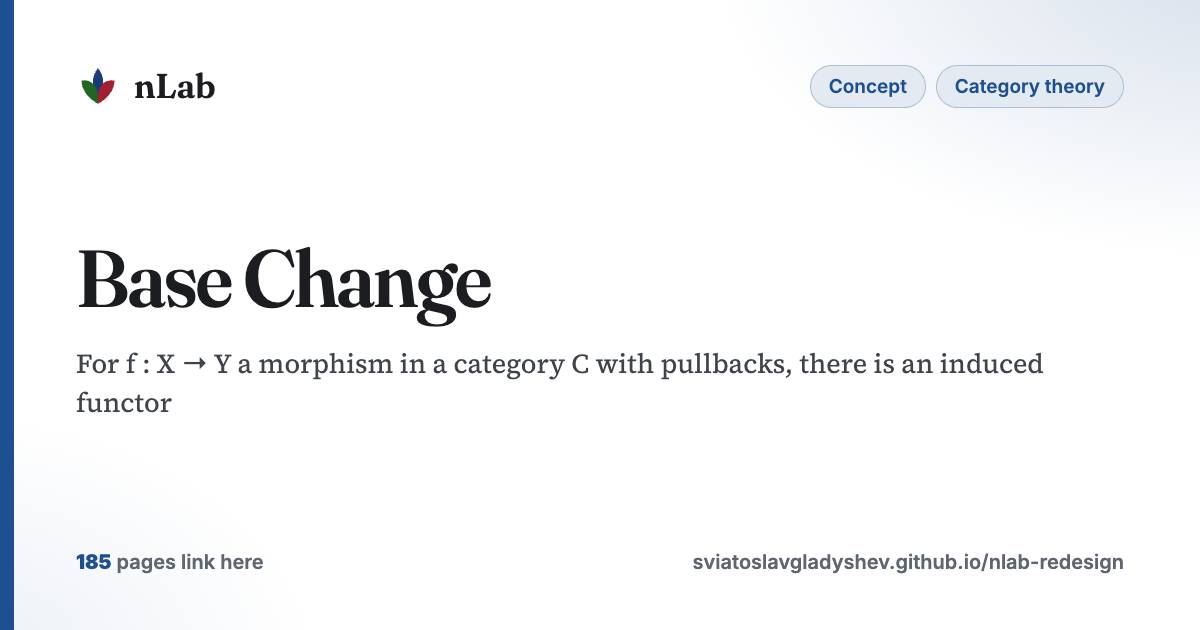 nLab
Concept
Category theory
Base Change
For f : X → Y a morphism in a category C with pullbacks, there is an induced
functor
185 pages link here
sviatoslavgladyshev.github.io/nlab-redesign